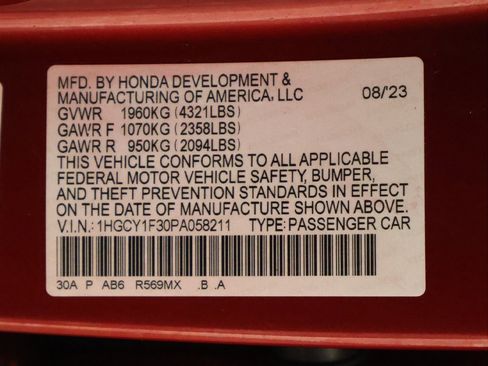 MFD. BY HONDA DEVELOPMENT &
MANUFACTURING OF AMERICA, LLC 08/'23
GVWR 1960KG (4321LBS)
GAWR F 1070KG (2358LBS)
GAWR R 950KG (2094LBS)
THIS VEHICLE CONFORMS TO ALL APPLICABLE
FEDERAL MOTOR VEHICLE SAFETY, BUMPER,
AND THEFT PREVENTION STANDARDS IN EFFECT
ON THE DATE OF MANUFACTURE SHOWN ABOVE.
V.I.N.: 1HGCY1F30PA058211 TYPE: PASSENGER CAR
30A P AB6 R569MX .B .A